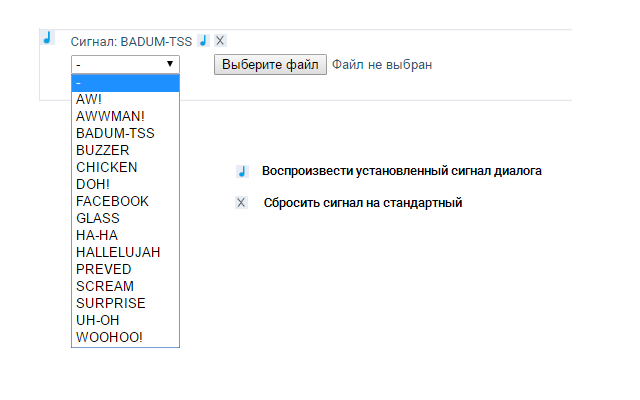 Сигнал: BADUM-TSS X
-
Выберите файл Файл не выбран
-
AW!
AWWMAN!
BADUM-TSS
BUZZER
CHICKEN
DOH!
FACEBOOK
GLASS
HA-HA
HALLELUJAH
PREVED
SCREAM
SURPRISE
UH-OH
WOOHOO!
Воспроизвести установленный сигнал диалога
X Сбросить сигнал на стандартный